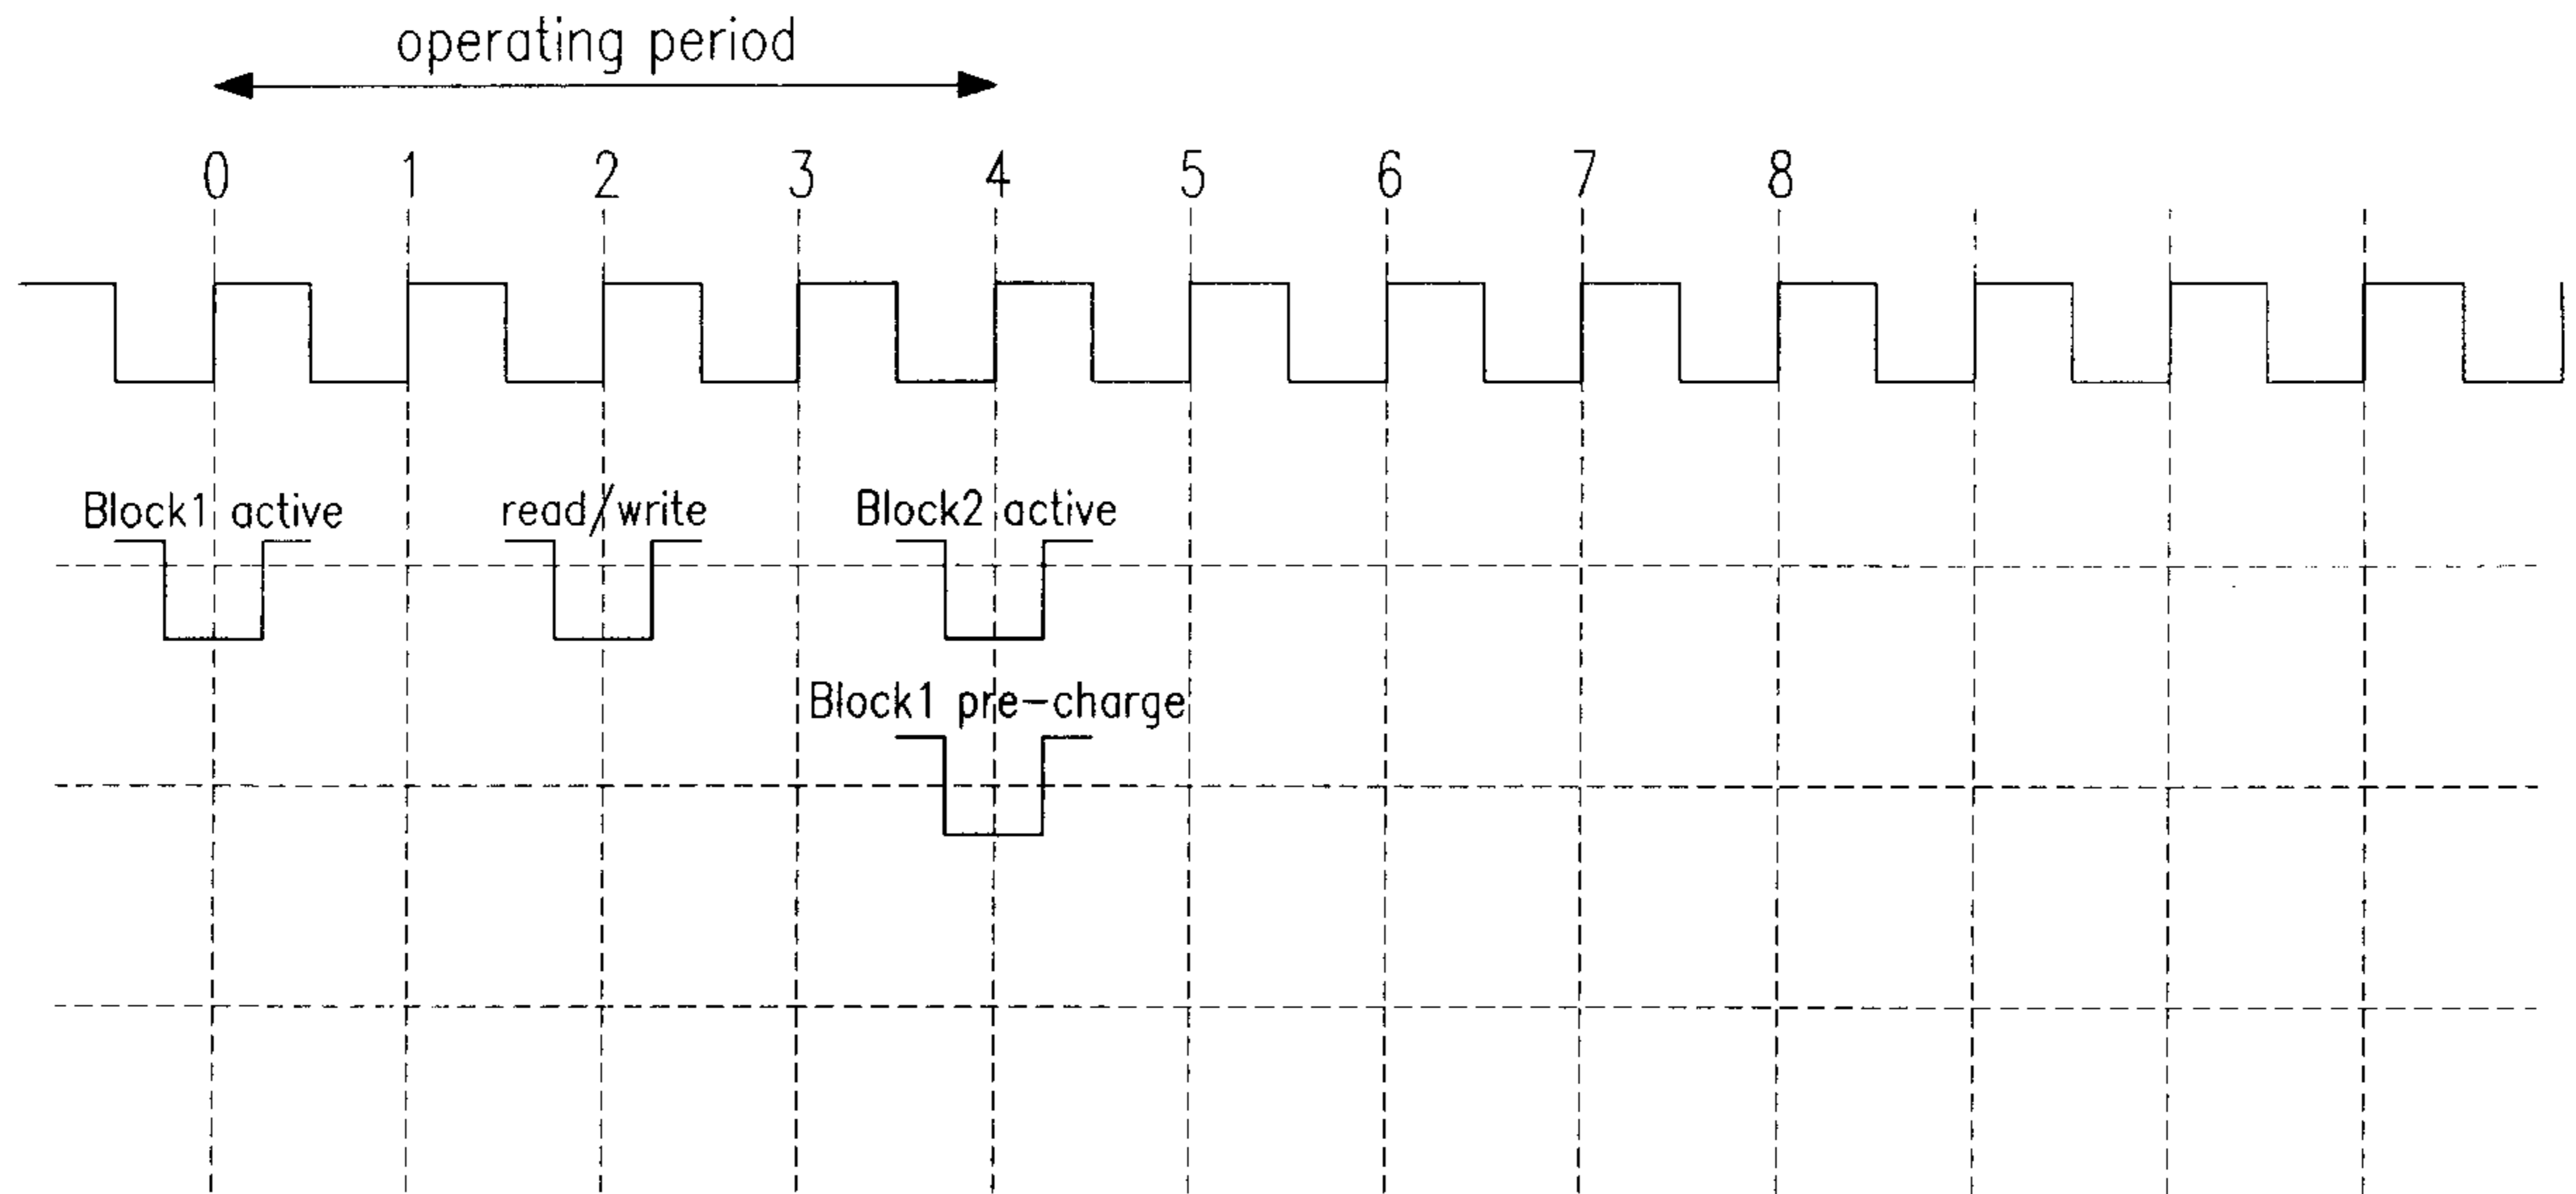 operating period
0 1 2 3 4 5 6 7 8
Block1 active read/write Block2 active
Block1 pre-charge